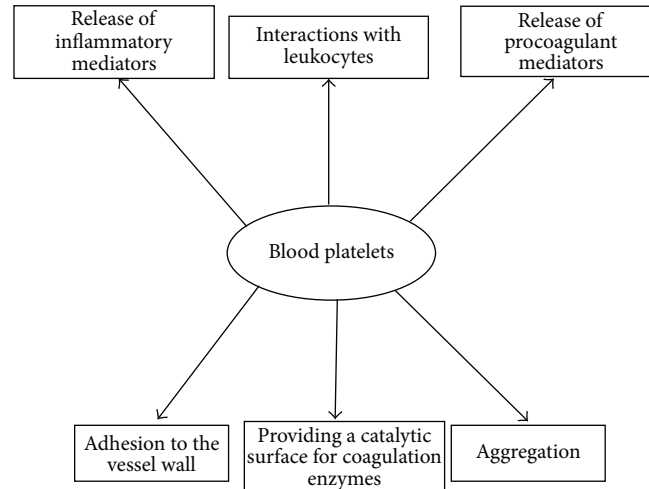 Release of
inflammatory
mediators
Interactions with
leukocytes
Release of
procoagulant
mediators
Blood platelets
Adhesion to the
vessel wall
Providing a catalytic
surface for coagulation
enzymes
Aggregation